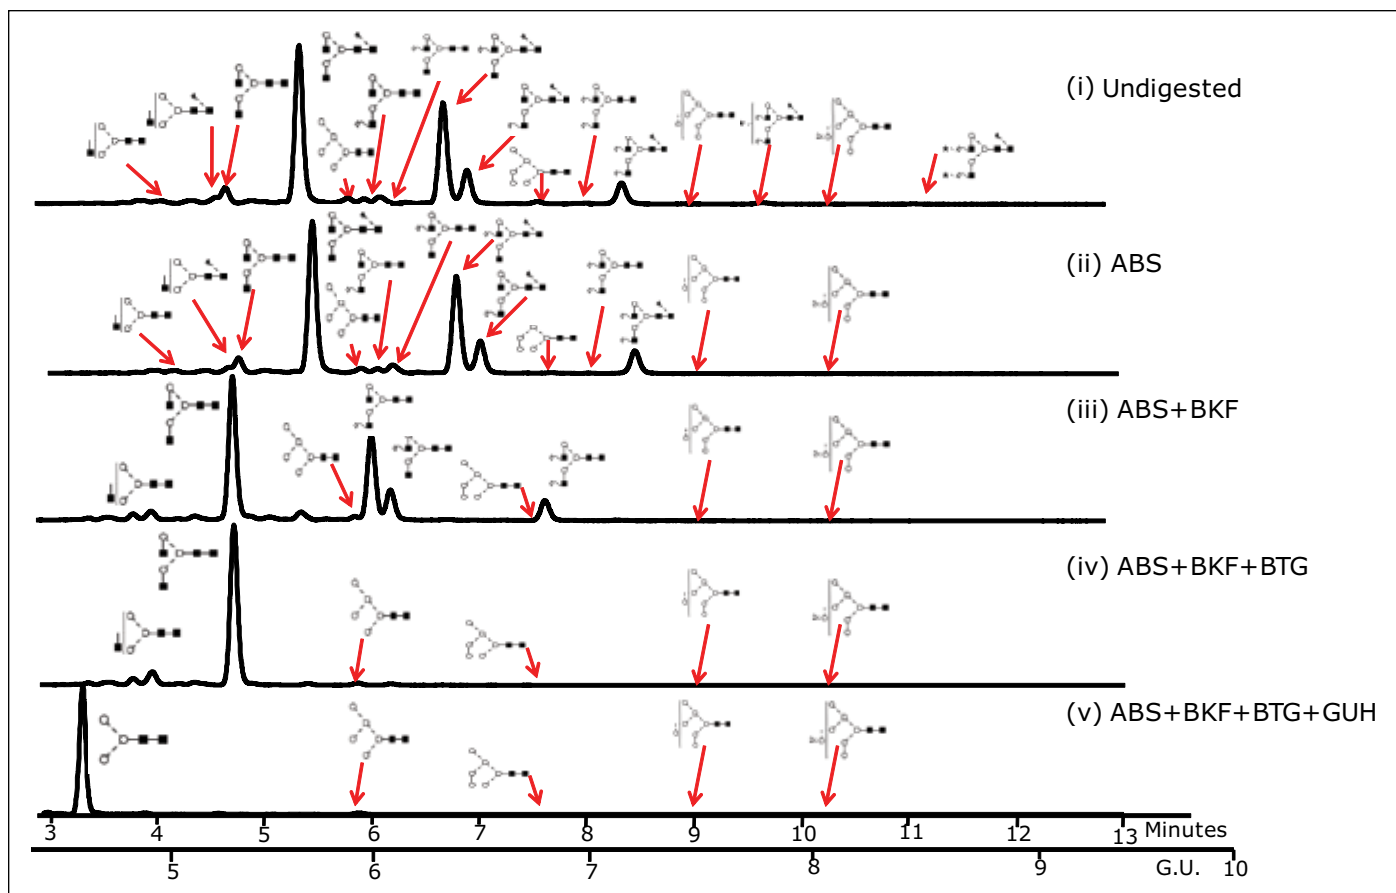 (i) Undigested
(ii) ABS
(iii) ABS+BKF
(iv) ABS+BKF+BTG
(v) ABS+BKF+BTG+GUH
3 4 5 6 7 8 9 10 11 12 13 Minutes
5 6 7 8 9 G.U. 10